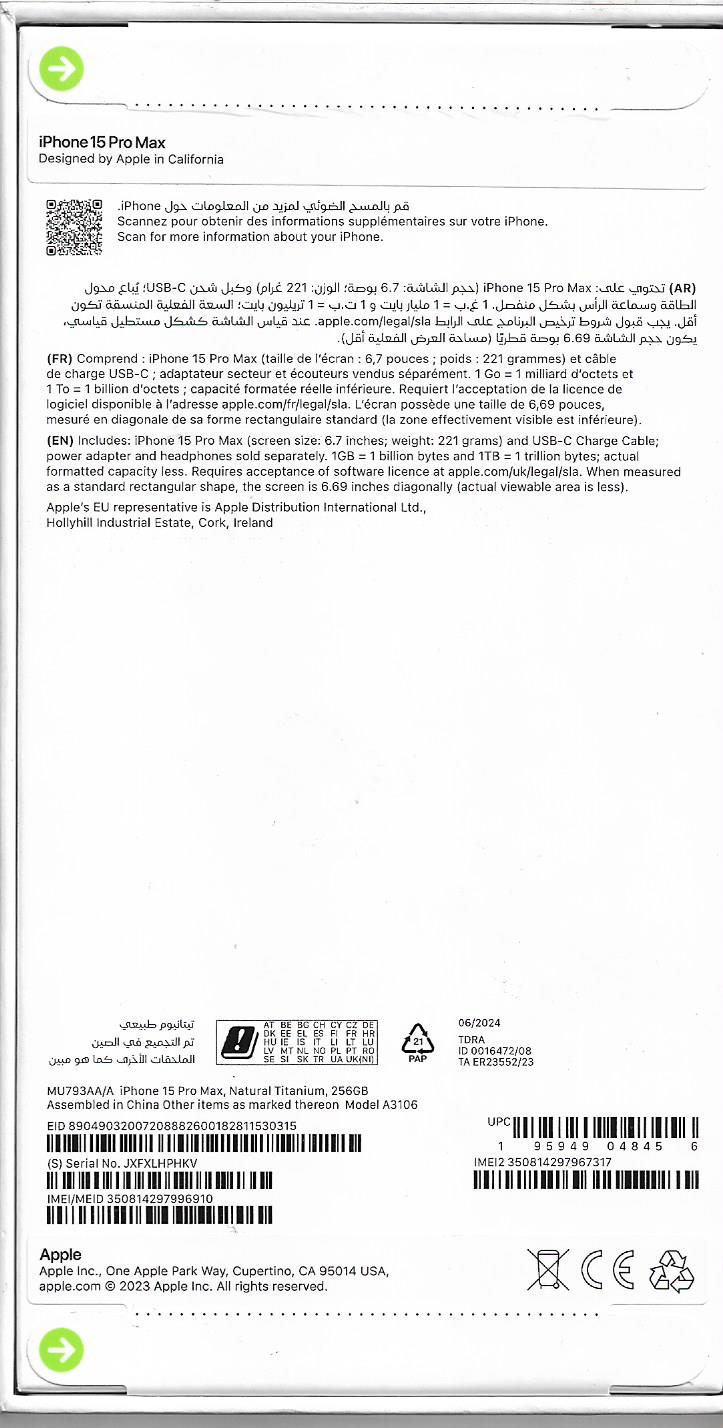 iPhone 15 Pro Max
Designed by Apple in California
قم بالمسح الضوئي لمزيد من المعلومات حول iPhone.
Scannez pour obtenir des informations supplémentaires sur votre iPhone.
Scan for more information about your iPhone.
(AR) تحتوي على: iPhone 15 Pro Max (حجم الشاشة: 6.7 بوصة؛ الوزن: 221 غرام) وكبل شحن USB-C؛ يُباع محول
الطاقة وسماعة الرأس بشكل منفصل. 1 غ.ب = 1 مليار بايت و 1 ت.ب = 1 تريليون بايت؛ السعة الفعلية المنسقة تكون
أقل. يجب قبول شروط ترخيص البرنامج على الرابط apple.com/legal/sla. عند قياس الشاشة كشكل مستطيل قياسي،
يكون حجم الشاشة 6.69 بوصة قطريًا (مساحة العرض الفعلية أقل).
(FR) Comprend : iPhone 15 Pro Max (taille de l'écran : 6,7 pouces ; poids : 221 grammes) et câble
de charge USB-C ; adaptateur secteur et écouteurs vendus séparément. 1 Go = 1 milliard d'octets et
1 To = 1 billion d'octets ; capacité formatée réelle inférieure. Requiert l'acceptation de la licence de
logiciel disponible à l'adresse apple.com/fr/legal/sla. L'écran possède une taille de 6,69 pouces,
mesuré en diagonale de sa forme rectangulaire standard (la zone effectivement visible est inférieure).
(EN) Includes: iPhone 15 Pro Max (screen size: 6.7 inches; weight: 221 grams) and USB-C Charge Cable;
power adapter and headphones sold separately. 1GB = 1 billion bytes and 1TB = 1 trillion bytes; actual
formatted capacity less. Requires acceptance of software licence at apple.com/uk/legal/sla. When measured
as a standard rectangular shape, the screen is 6.69 inches diagonally (actual viewable area is less).
Apple's EU representative is Apple Distribution International Ltd.,
Hollyhill Industrial Estate, Cork, Ireland
تيتانيوم طبيعي
تم التجميع في الصين
الملحقات الأخرى كما هو مبين
AT BE BG CH CY CZ DE
DK EE EL ES FI FR HR
HU IE IS IT LI LT LU
LV MT NL NO PL PT RO
SE SI SK TR UA UK(NI)
21
PAP
06/2024
TDRA
ID 0016472/08
TA ER23552/23
MU793AA/A iPhone 15 Pro Max, Natural Titanium, 256GB
Assembled in China Other items as marked thereon Model A3106
EID 89049032007208882600182811530315
(S) Serial No. JXFXLHPHKV
IMEI/MEID 350814297996910
UPC
1 95949 04845 6
IMEI2 350814297967317
Apple
Apple Inc., One Apple Park Way, Cupertino, CA 95014 USA,
apple.com © 2023 Apple Inc. All rights reserved.
CE